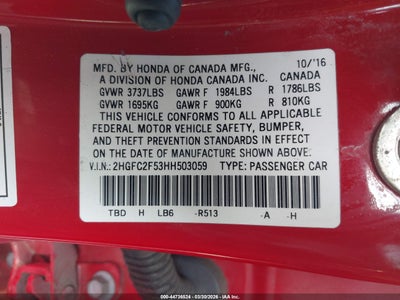 MFD. BY HONDA OF CANADA MFG., 10/'16
A DIVISION OF HONDA CANADA INC. CANADA
GVWR 3737LBS GAWR F 1984LBS R 1786LBS
GVWR 1695KG GAWR F 900KG R 810KG
THIS VEHICLE CONFORMS TO ALL APPLICABLE
FEDERAL MOTOR VEHICLE SAFETY, BUMPER,
AND THEFT PREVENTION STANDARDS IN EFFECT
ON THE DATE OF MANUFACTURE SHOWN ABOVE.
V.I.N.: 2HGFC2F53HH503059 TYPE: PASSENGER CAR
TBD H LB6 -R513 -A -H
000-44736524 - 03/30/2026 - © IAA, LLC